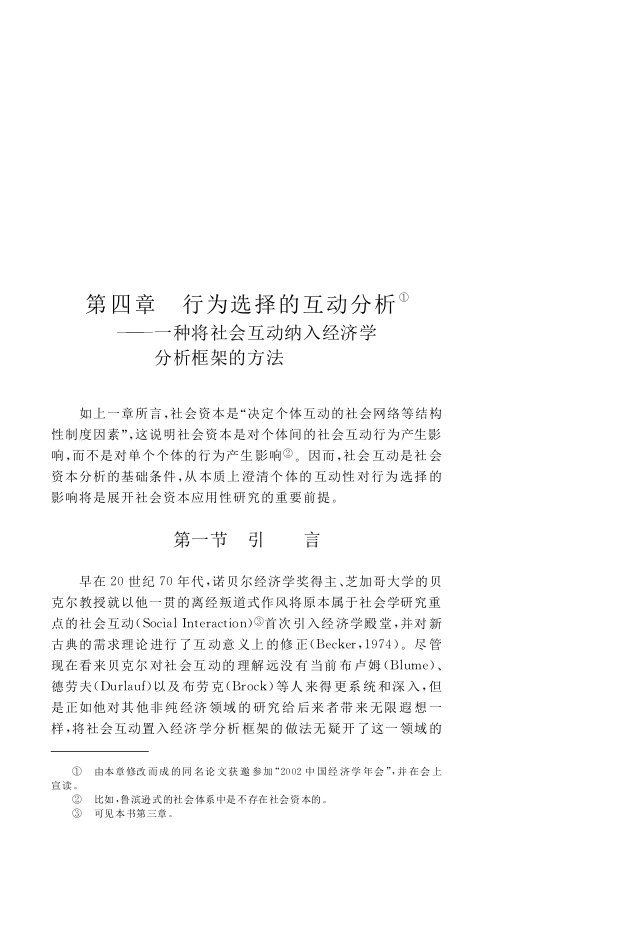 第四章　行为选择的互动分析①
——一种将社会互动纳入经济学
分析框架的方法
如上一章所言,社会资本是“决定个体互动的社会网络等结构
性制度因素”,这说明社会资本是对个体间的社会互动行为产生影
响,而不是对单个个体的行为产生影响②。因而,社会互动是社会
资本分析的基础条件,从本质上澄清个体的互动性对行为选择的
影响将是展开社会资本应用性研究的重要前提。
第一节　引　　言
早在 20 世纪 70 年代,诺贝尔经济学奖得主、芝加哥大学的贝
克尔教授就以他一贯的离经叛道式作风将原本属于社会学研究重
点的社会互动(Social Interaction)③首次引入经济学殿堂,并对新
古典的需求理论进行了互动意义上的修正(Becker,1974)。尽管
现在看来贝克尔对社会互动的理解远没有当前布卢姆(Blume)、
德劳夫(Durlauf)以及布劳克(Brock)等人来得更系统和深入,但
是正如他对其他非纯经济领域的研究给后来者带来无限遐想一
样,将社会互动置入经济学分析框架的做法无疑开了这一领域的
①　由本章修改而成的同名论文获邀参加“2002 中国经济学年会”,并在会上
宣读。
②　比如,鲁滨逊式的社会体系中是不存在社会资本的。
③　可见本书第三章。